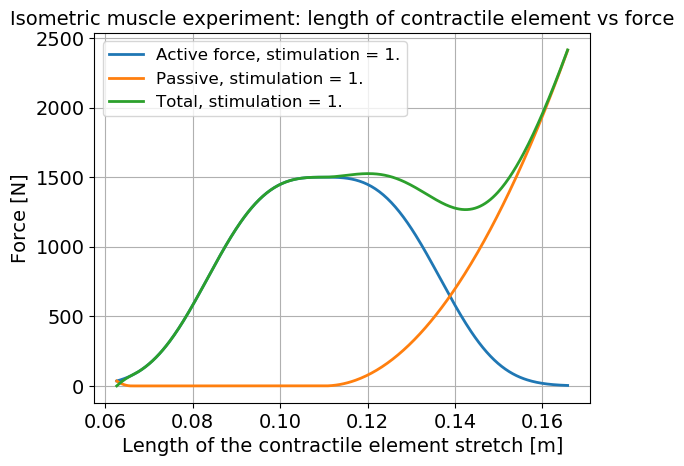 Isometric muscle experiment: length of contractile element vs force
2500
2000
1500
1000
500
0
Force [N]
Active force, stimulation = 1.
Passive, stimulation = 1.
Total, stimulation = 1.
0.06 0.08 0.10 0.12 0.14 0.16
Length of the contractile element stretch [m]